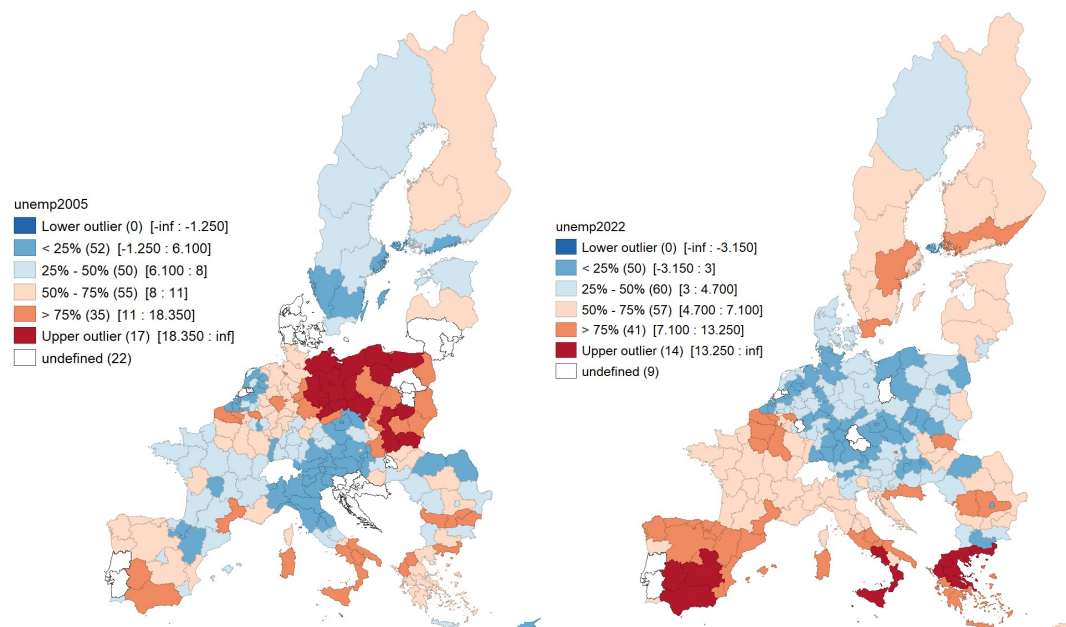 unemp2005
Lower outlier (0) [-inf : -1.250]
< 25% (52) [-1.250 : 6.100]
25% - 50% (50) [6.100 : 8]
50% - 75% (55) [8 : 11]
> 75% (35) [11 : 18.350]
Upper outlier (17) [18.350 : inf]
undefined (22)
unemp2022
Lower outlier (0) [-inf : -3.150]
< 25% (50) [-3.150 : 3]
25% - 50% (60) [3 : 4.700]
50% - 75% (57) [4.700 : 7.100]
> 75% (41) [7.100 : 13.250]
Upper outlier (14) [13.250 : inf]
undefined (9)